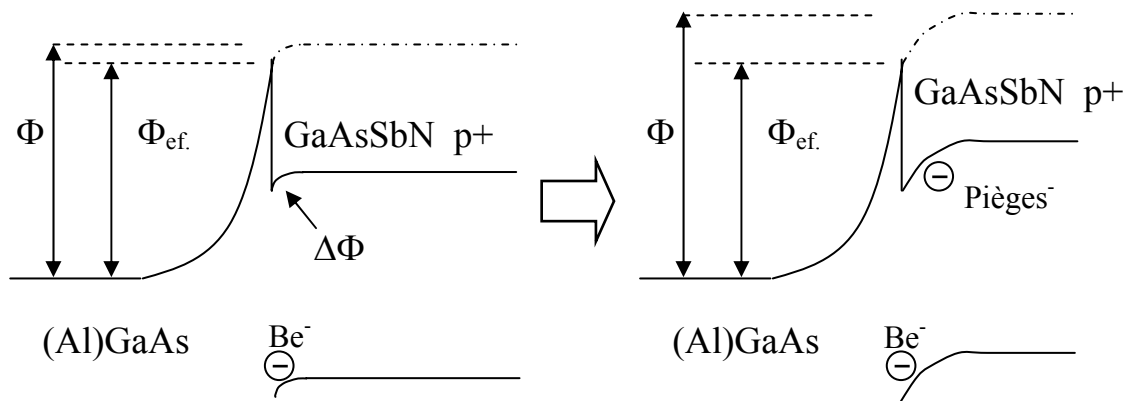 Φ
Φef.
GaAsSbN p+
ΔΦ
(Al)GaAs
Be⁻
−
Φ
Φef.
GaAsSbN p+
−
Pièges⁻
(Al)GaAs
Be⁻
−